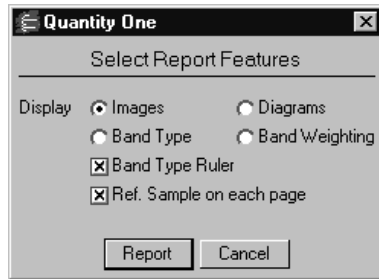 Quantity One
Select Report Features
Display Images Diagrams
Band Type Band Weighting
Band Type Ruler
Ref. Sample on each page
Report Cancel